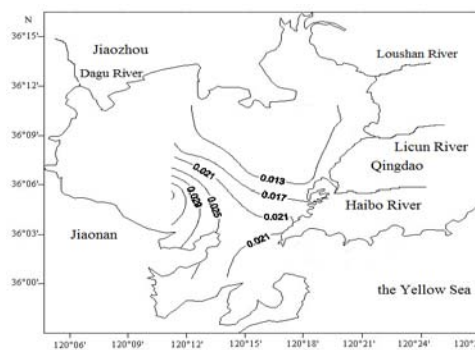 N
36°15'
Jiaozhou
Loushan River
Dagu River
36°12'
36°09'
Licun River
Qingdao
0.013
0.021
36°06'
0.017
0.029
0.025
Haibo River
0.021
Jiaonan
36°03'
0.021
36°00'
the Yellow Sea
120°06' 120°09' 120°12' 120°15' 120°18' 120°21' 120°24' 120°2